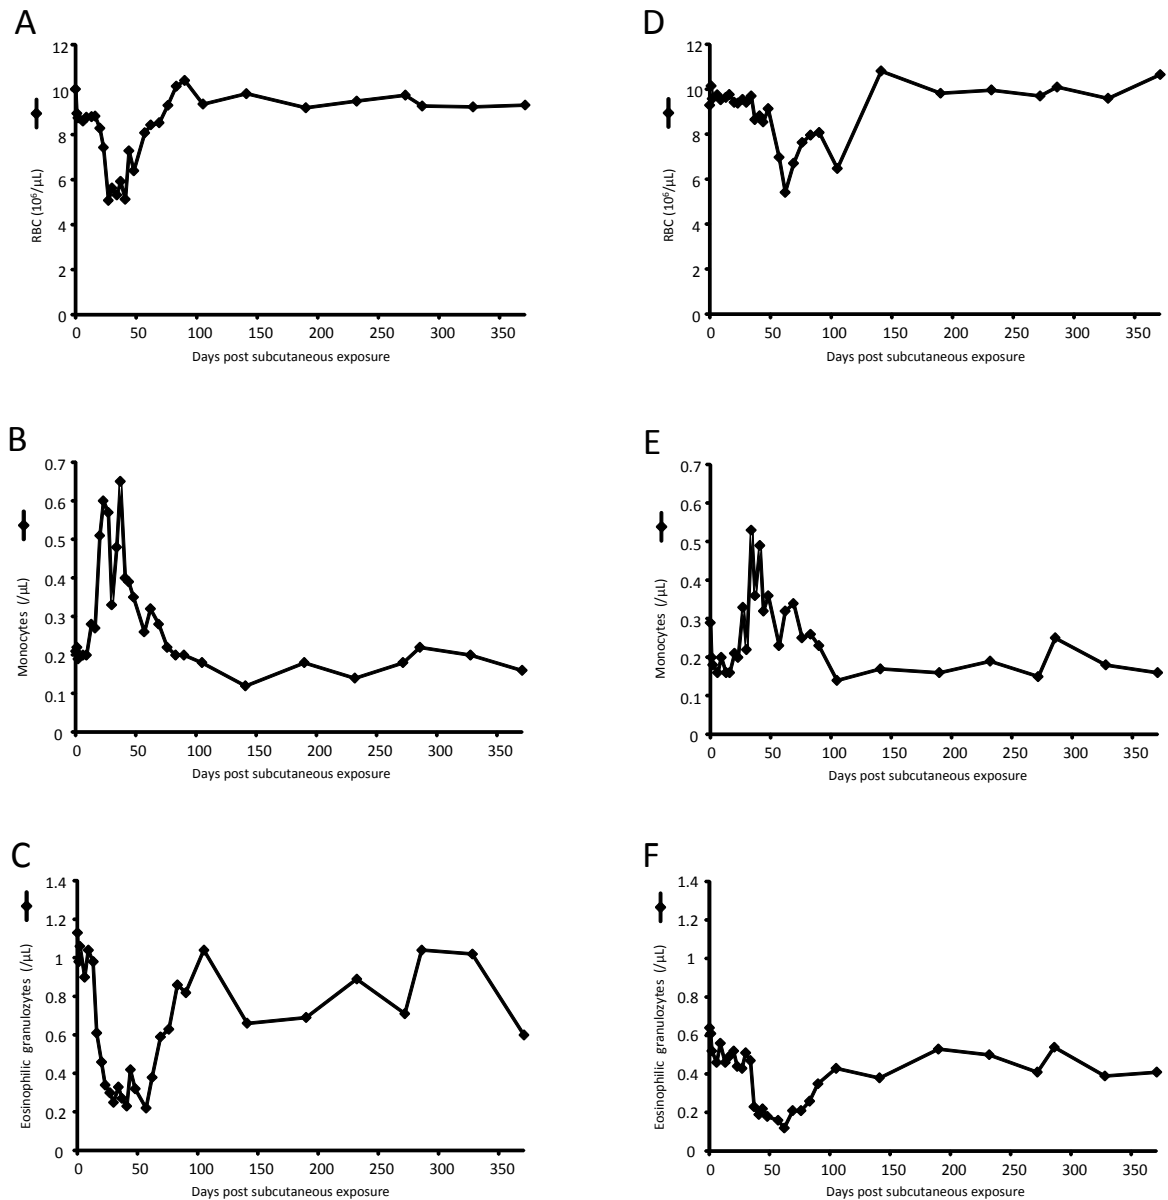 A
12
10
8
6
4
2
0
RBC (10⁶/µL)
0 50 100 150 200 250 300 350
Days post subcutaneous exposure
D
12
10
8
6
4
2
0
RBC (10⁶/µL)
0 50 100 150 200 250 300 350
Days post subcutaneous exposure
B
0.7
0.6
0.5
0.4
0.3
0.2
0.1
0
Monocytes (/µL)
0 50 100 150 200 250 300 350
Days post subcutaneous exposure
E
0.7
0.6
0.5
0.4
0.3
0.2
0.1
0
Monocytes (/µL)
0 50 100 150 200 250 300 350
Days post subcutaneous exposure
C
1.4
1.2
1
0.8
0.6
0.4
0.2
0
Eosinophilic granulozytes (/µL)
0 50 100 150 200 250 300 350
Days post subcutaneous exposure
F
1.4
1.2
1
0.8
0.6
0.4
0.2
0
Eosinophilic granulozytes (/µL)
0 50 100 150 200 250 300 350
Days post subcutaneous exposure